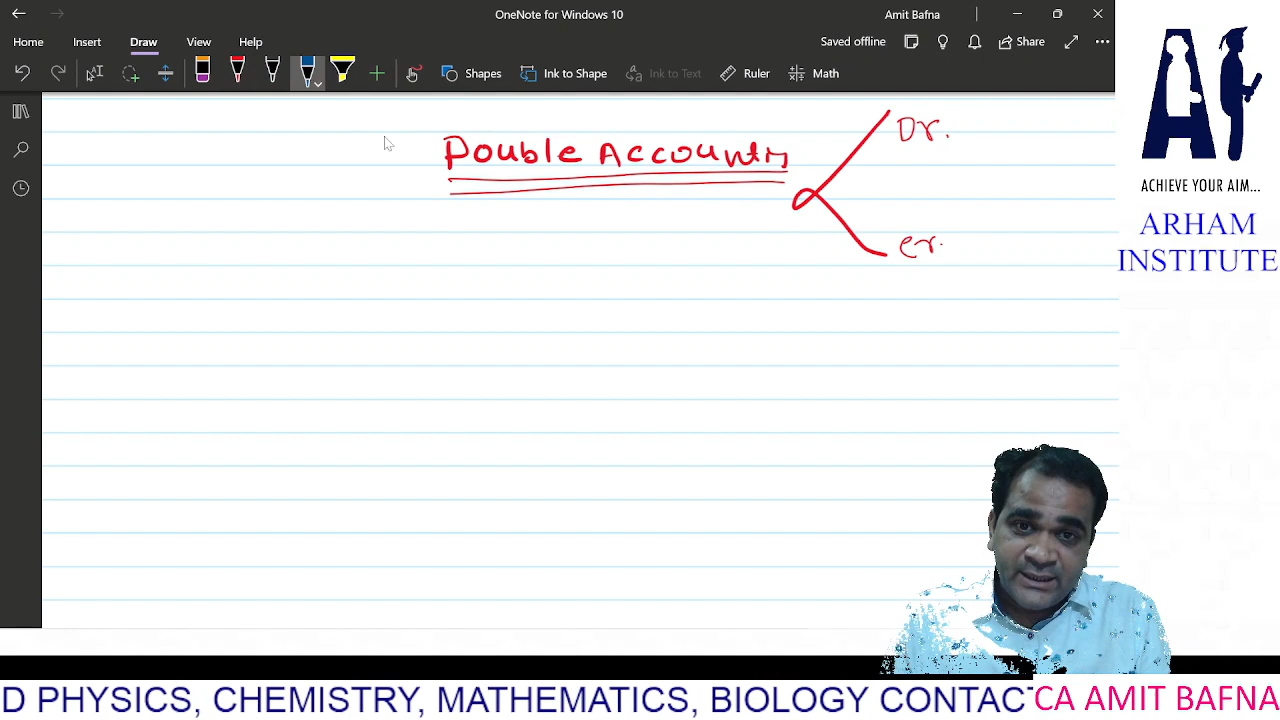 OneNote for Windows 10
Amit Bafna
Home Insert Draw View Help
Saved offline Share
Shapes Ink to Shape Ink to Text Ruler Math
Double Accounting
Dr.
Cr.
ACHIEVE YOUR AIM...
ARHAM
INSTITUTE
D PHYSICS, CHEMISTRY, MATHEMATICS, BIOLOGY CONTACT
CA AMIT BAFNA